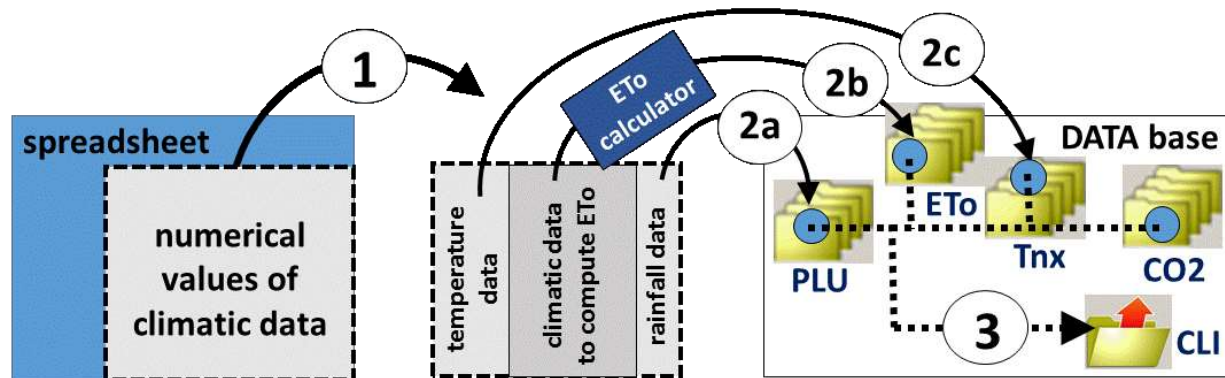 1
spreadsheet
numerical
values of
climatic data
temperature
data
climatic data
to compute ETo
rainfall data
ETo
calculator
2a
2b
2c
DATA base
PLU
ETo
Tnx
CO2
3
CLI